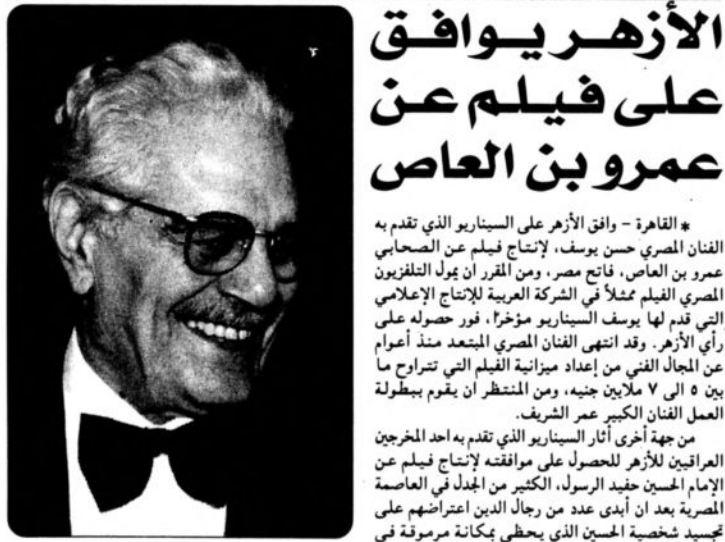 الأزهر يوافق
على فيلم عن
عمرو بن العاص
* القاهرة - وافق الأزهر على السيناريو الذي تقدم به
الفنان المصري حسن يوسف، لإنتاج فيلم عن الصحابي
عمرو بن العاص، فاتح مصر، ومن المقرر ان يمول التلفزيون
المصري الفيلم ممثلاً في الشركة العربية للإنتاج الإعلامي
التي قدم لها يوسف السيناريو مؤخراً، فور حصوله على
رأي الأزهر. وقد انتهى الفنان المصري المبتعد منذ أعوام
عن المجال الفني من إعداد ميزانية الفيلم التي تتراوح ما
بين ٥ الى ٧ ملايين جنيه، ومن المنتظر ان يقوم ببطولة
العمل الفنان الكبير عمر الشريف.
من جهة أخرى أثار السيناريو الذي تقدم به احد المخرجين
العراقيين للأزهر للحصول على موافقته لإنتاج فيلم عن
الإمام الحسين حفيد الرسول، الكثير من الجدل في العاصمة
المصرية بعد ان أبدى عدد من رجال الدين اعتراضهم على
تجسيد شخصية الحسين الذي يحظى بمكانة مرموقة في